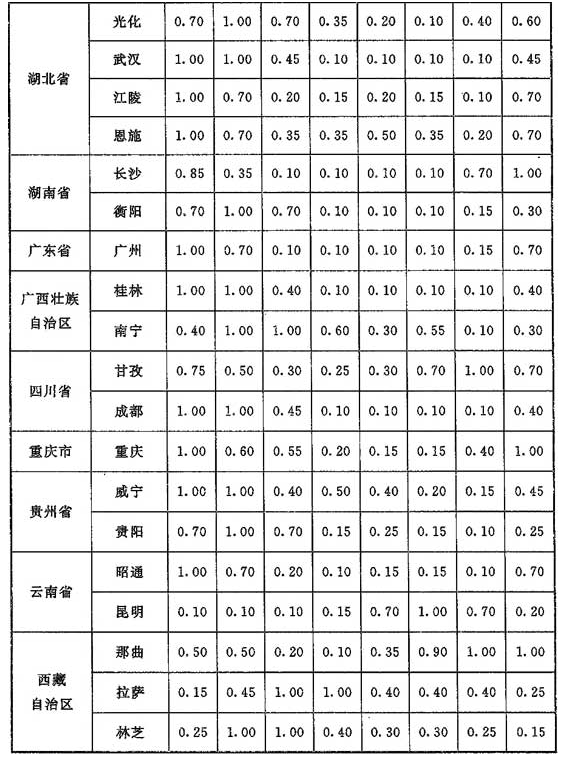 湖北省 光化 0.70 1.00 0.70 0.35 0.20 0.10 0.40 0.60
武汉 1.00 1.00 0.45 0.10 0.10 0.10 0.10 0.45
江陵 1.00 0.70 0.20 0.15 0.20 0.15 0.10 0.70
恩施 1.00 0.70 0.35 0.35 0.50 0.35 0.20 0.70
湖南省 长沙 0.85 0.35 0.10 0.10 0.10 0.10 0.70 1.00
衡阳 0.70 1.00 0.70 0.10 0.10 0.10 0.15 0.30
广东省 广州 1.00 0.70 0.10 0.10 0.10 0.10 0.15 0.70
广西壮族
自治区 桂林 1.00 1.00 0.40 0.10 0.10 0.10 0.10 0.40
南宁 0.40 1.00 1.00 0.60 0.30 0.55 0.10 0.30
四川省 甘孜 0.75 0.50 0.30 0.25 0.30 0.70 1.00 0.70
成都 1.00 1.00 0.45 0.10 0.10 0.10 0.10 0.40
重庆市 重庆 1.00 0.60 0.55 0.20 0.15 0.15 0.40 1.00
贵州省 威宁 1.00 1.00 0.40 0.50 0.40 0.20 0.15 0.45
贵阳 0.70 1.00 0.70 0.15 0.25 0.15 0.10 0.25
云南省 昭通 1.00 0.70 0.20 0.10 0.15 0.15 0.10 0.70
昆明 0.10 0.10 0.10 0.15 0.70 1.00 0.70 0.20
西藏
自治区 那曲 0.50 0.50 0.20 0.10 0.35 0.90 1.00 1.00
拉萨 0.15 0.45 1.00 1.00 0.40 0.40 0.40 0.25
林芝 0.25 1.00 1.00 0.40 0.30 0.30 0.25 0.15